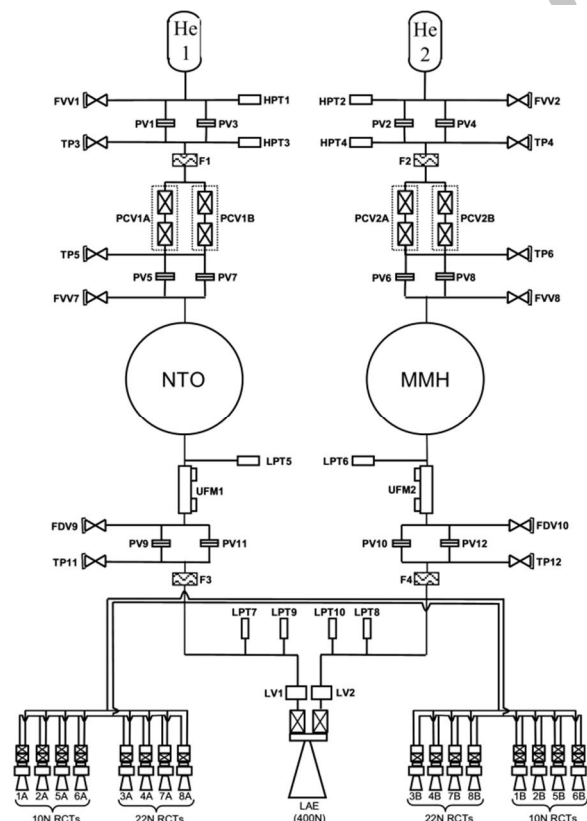 He He
1 2
FVV1 HPT1 HPT2 FVV2
PV1 PV3 PV2 PV4
TP3 HPT3 HPT4 TP4
F1 F2
PCV1A PCV1B PCV2A PCV2B
TP5 TP6
PV5 PV7 PV6 PV8
FVV7 FVV8
NTO MMH
LPT5 LPT6
UFM1 UFM2
FDV9 FDV10
PV9 PV11 PV10 PV12
TP11 TP12
F3 F4
LPT7 LPT9 LPT10 LPT8
LV1 LV2
1A 2A 5A 6A 3A 4A 7A 8A 3B 4B 7B 8B 1B 2B 5B 6B
10N RCTs 22N RCTs LAE 22N RCTs 10N RCTs
(400N)